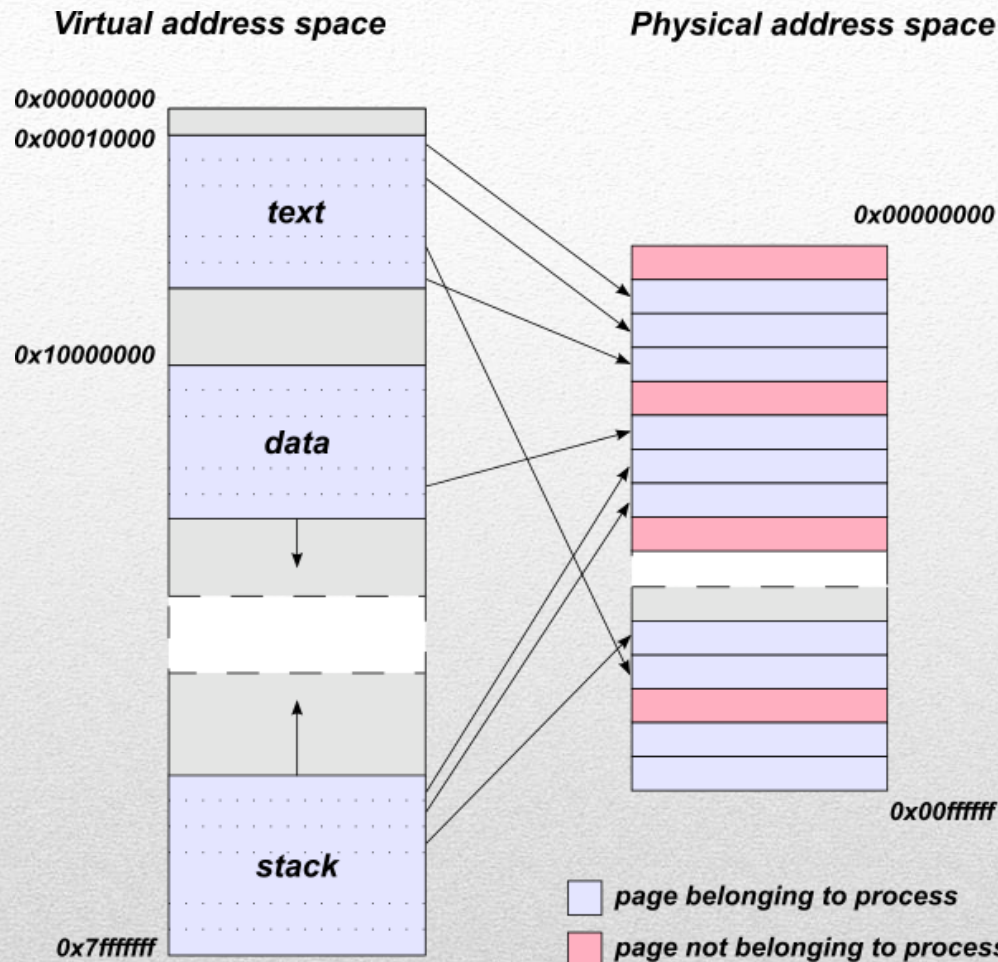 Virtual address space
Physical address space
0x00000000
0x00010000
text
0x00000000
0x10000000
data
stack
0x00ffffff
page belonging to process
0x7fffffff
page not belonging to process